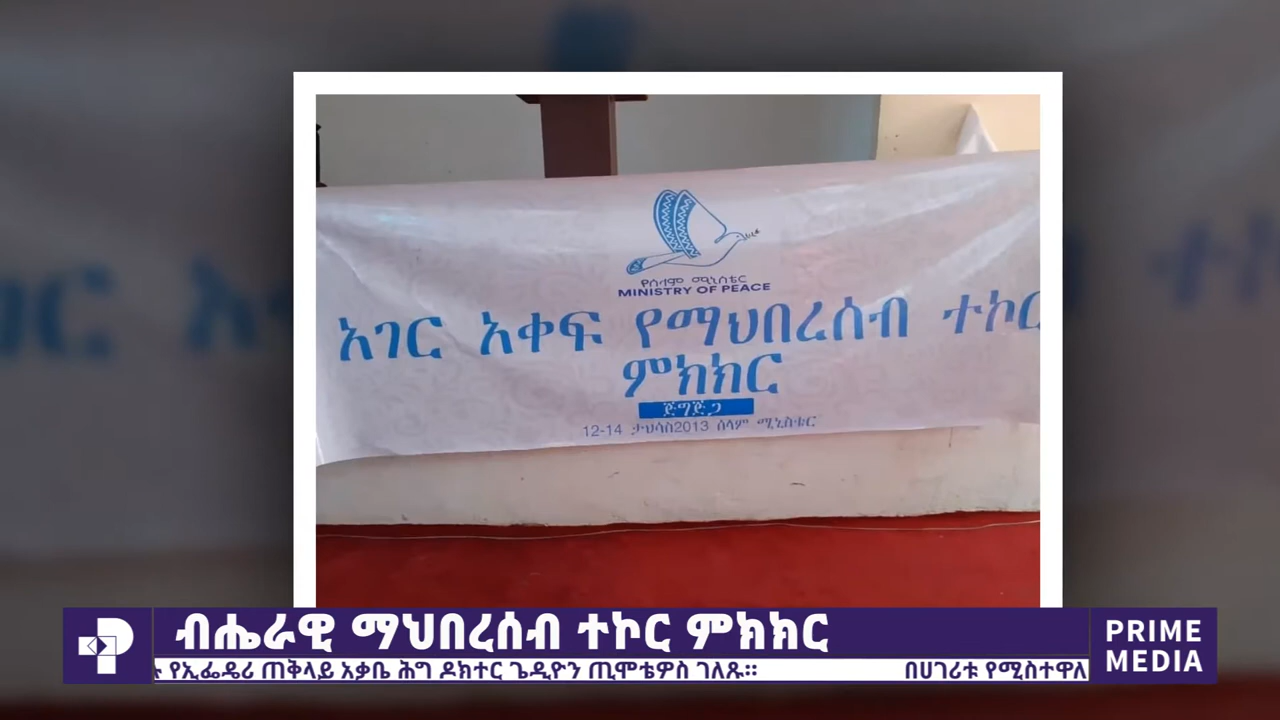 የሰላም ሚኒስቴር
MINISTRY OF PEACE
አገር አቀፍ የማህበረሰብ ተኮር
ምክክር
ጅግጅጋ
12-14 ታህሳስ2013 ሰላም ሚኒስቴር
ብሔራዊ ማህበረሰብ ተኮር ምክክር
PRIME
MEDIA
የኢፌዴሪ ጠቅላይ አቃቤ ሕግ ዶክተር ጌዲዮን ጢሞቴዎስ ገለጹ። በሀገሪቱ የሚስተዋለ